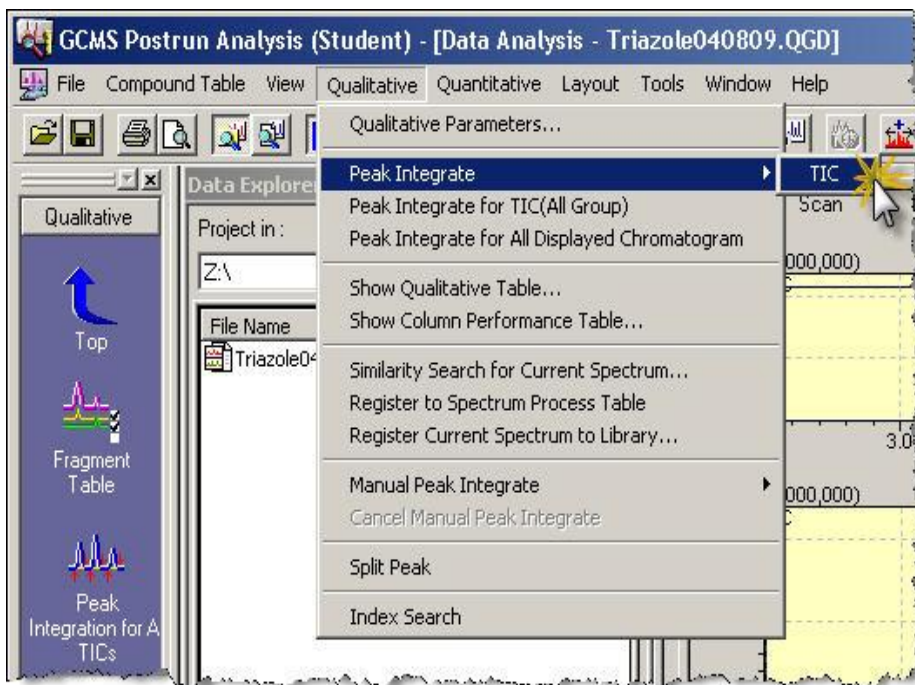 GCMS Postrun Analysis (Student) - [Data Analysis - Triazole040809.QGD]
File Compound Table View Qualitative Quantitative Layout Tools Window Help
Qualitative Parameters...
Peak Integrate
TIC
Peak Integrate for TIC(All Group)
Peak Integrate for All Displayed Chromatogram
Show Qualitative Table...
Show Column Performance Table...
Similarity Search for Current Spectrum...
Register to Spectrum Process Table
Register Current Spectrum to Library...
Manual Peak Integrate
Cancel Manual Peak Integrate
Split Peak
Index Search
Qualitative
Top
Fragment
Table
Peak
Integration for A
TICs
Data Explore
Project in :
Z:\
File Name
Triazole04
Scan
000,000)
3.0
000,000)